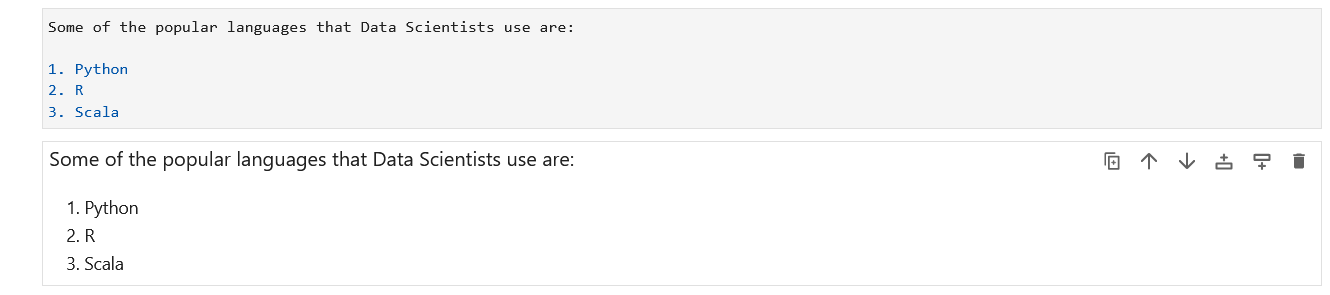 Some of the popular languages that Data Scientists use are:
1. Python
2. R
3. Scala
Some of the popular languages that Data Scientists use are:
1. Python
2. R
3. Scala